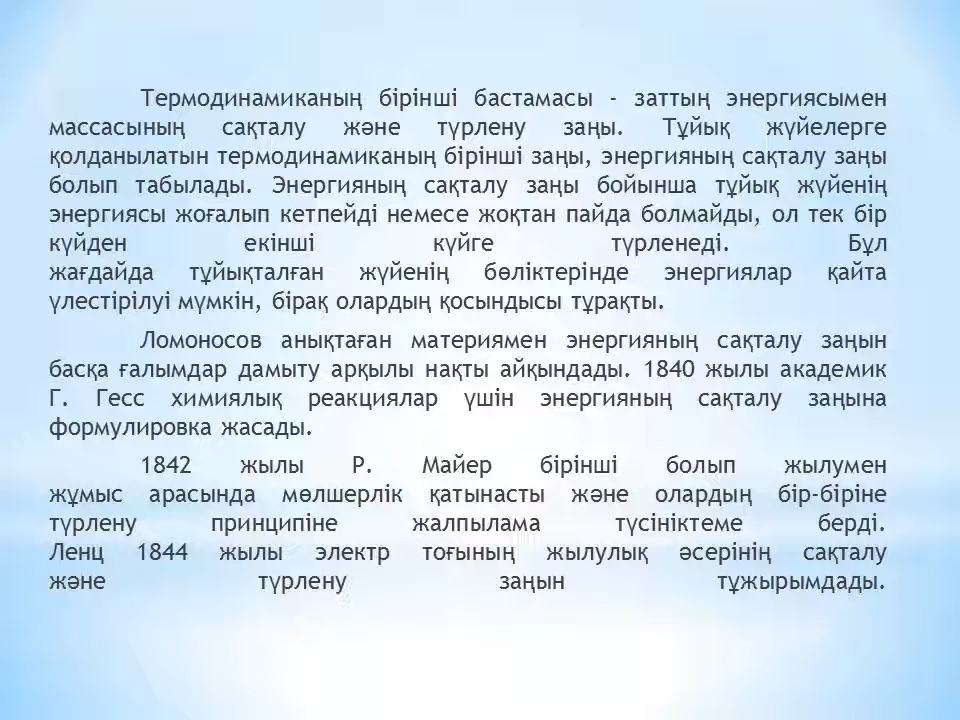 Термодинамиканың бірінші бастамасы - заттың энергиясымен
массасының сақталу және түрлену заңы. Тұйық жүйелерге
қолданылатын термодинамиканың бірінші заңы, энергияның сақталу заңы
болып табылады. Энергияның сақталу заңы бойынша тұйық жүйенің
энергиясы жоғалып кетпейді немесе жоқтан пайда болмайды, ол тек бір
күйден екінші күйге түрленеді. Бұл
жағдайда тұйықталған жүйенің бөліктерінде энергиялар қайта
үлестірілуі мүмкін, бірақ олардың қосындысы тұрақты.
Ломоносов анықтаған материямен энергияның сақталу заңын
басқа ғалымдар дамыту арқылы нақты айқындады. 1840 жылы академик
Г. Гесс химиялық реакциялар үшін энергияның сақталу заңына
формулировка жасады.
1842 жылы Р. Майер бірінші болып жылумен
жұмыс арасында мөлшерлік қатынасты және олардың бір-біріне
түрлену принципіне жалпылама түсініктеме берді.
Ленц 1844 жылы электр тоғының жылулық әсерінің сақталу
және түрлену заңын тұжырымдады.